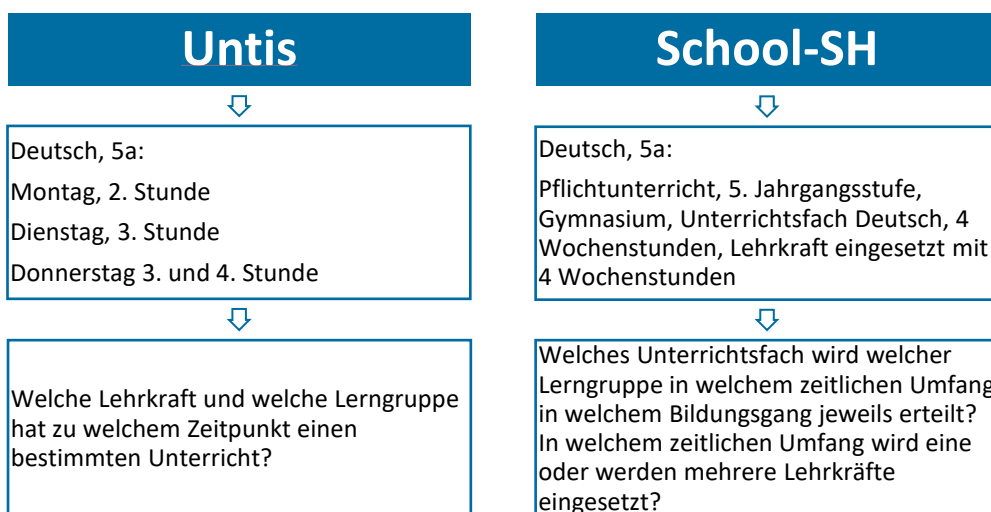 Untis
Deutsch, 5a:
Montag, 2. Stunde
Dienstag, 3. Stunde
Donnerstag 3. und 4. Stunde
Welche Lehrkraft und welche Lerngruppe
hat zu welchem Zeitpunkt einen
bestimmten Unterricht?
School-SH
Deutsch, 5a:
Pflichtunterricht, 5. Jahrgangsstufe,
Gymnasium, Unterrichtsfach Deutsch, 4
Wochenstunden, Lehrkraft eingesetzt mit
4 Wochenstunden
Welches Unterrichtsfach wird welcher
Lerngruppe in welchem zeitlichen Umfang
in welchem Bildungsgang jeweils erteilt?
In welchem zeitlichen Umfang wird eine
oder werden mehrere Lehrkräfte
eingesetzt?